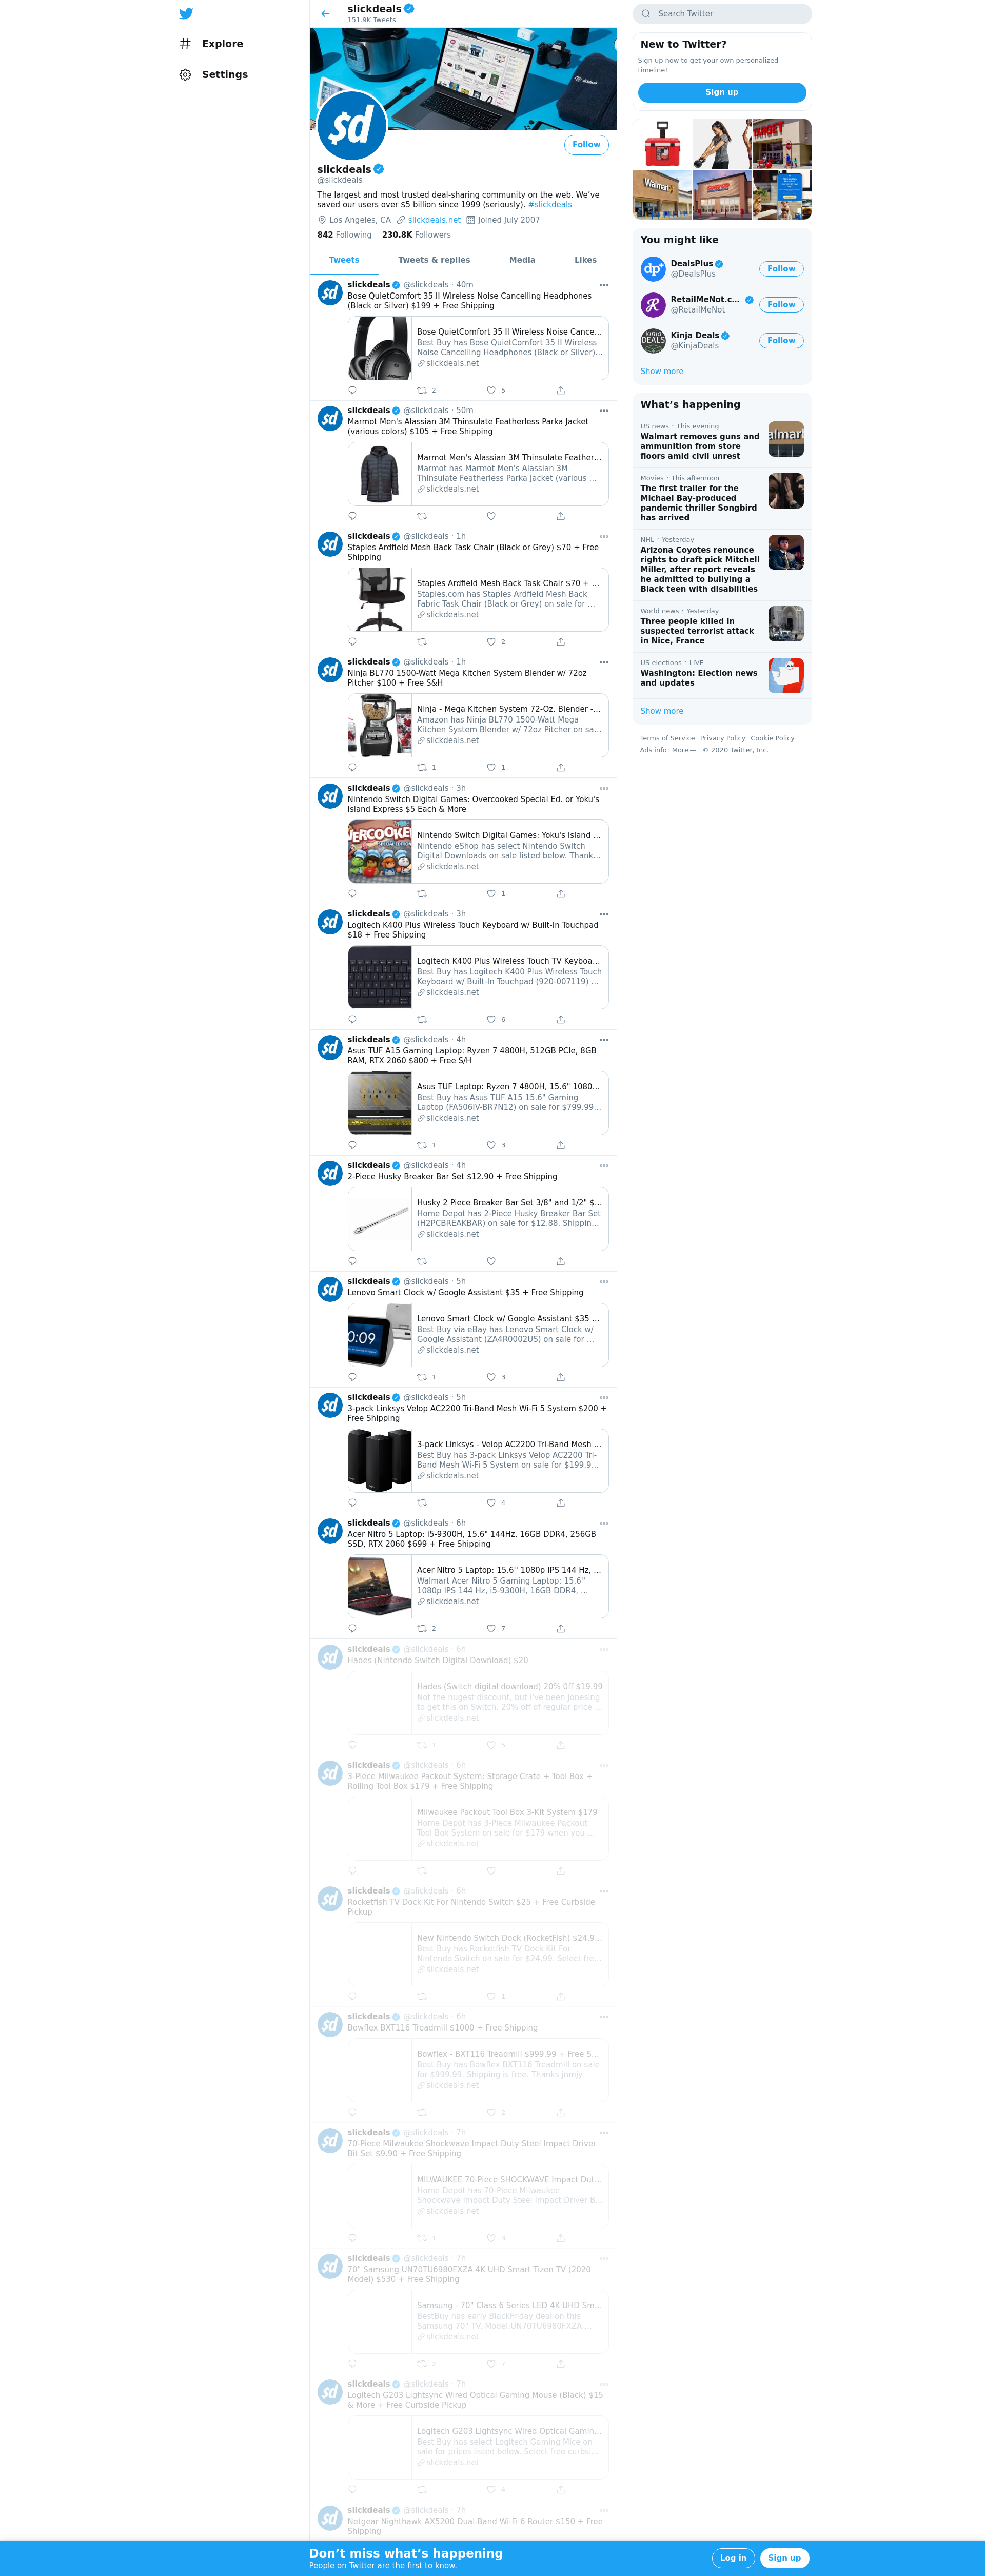 Explore
Settings
slickdeals
151.9K Tweets
$d
Follow
slickdeals
@slickdeals
The largest and most trusted deal-sharing community on the web. We've
saved our users over $5 billion since 1999 (seriously). #slickdeals
Los Angeles, CA slickdeals.net Joined July 2007
842 Following 230.8K Followers
Tweets Tweets & replies Media Likes
slickdeals @slickdeals · 40m
Bose QuietComfort 35 II Wireless Noise Cancelling Headphones
(Black or Silver) $199 + Free Shipping
Bose QuietComfort 35 II Wireless Noise Cance...
Best Buy has Bose QuietComfort 35 II Wireless
Noise Cancelling Headphones (Black or Silver)...
slickdeals.net
2 5
slickdeals @slickdeals · 50m
Marmot Men's Alassian 3M Thinsulate Featherless Parka Jacket
(various colors) $105 + Free Shipping
Marmot Men's Alassian 3M Thinsulate Feather...
Marmot has Marmot Men's Alassian 3M
Thinsulate Featherless Parka Jacket (various ...
slickdeals.net
slickdeals @slickdeals · 1h
Staples Ardfield Mesh Back Task Chair (Black or Grey) $70 + Free
Shipping
Staples Ardfield Mesh Back Task Chair $70 + ...
Staples.com has Staples Ardfield Mesh Back
Fabric Task Chair (Black or Grey) on sale for ...
slickdeals.net
2
slickdeals @slickdeals · 1h
Ninja BL770 1500-Watt Mega Kitchen System Blender w/ 72oz
Pitcher $100 + Free S&H
Ninja - Mega Kitchen System 72-Oz. Blender -...
Amazon has Ninja BL770 1500-Watt Mega
Kitchen System Blender w/ 72oz Pitcher on sa...
slickdeals.net
1 1
slickdeals @slickdeals · 3h
Nintendo Switch Digital Games: Overcooked Special Ed. or Yoku's
Island Express $5 Each & More
Nintendo Switch Digital Games: Yoku's Island ...
Nintendo eShop has select Nintendo Switch
Digital Downloads on sale listed below. Thank...
slickdeals.net
1
slickdeals @slickdeals · 3h
Logitech K400 Plus Wireless Touch Keyboard w/ Built-In Touchpad
$18 + Free Shipping
Logitech K400 Plus Wireless Touch TV Keyboa...
Best Buy has Logitech K400 Plus Wireless Touch
Keyboard w/ Built-In Touchpad (920-007119) ...
slickdeals.net
6
slickdeals @slickdeals · 4h
Asus TUF A15 Gaming Laptop: Ryzen 7 4800H, 512GB PCIe, 8GB
RAM, RTX 2060 $800 + Free S/H
Asus TUF Laptop: Ryzen 7 4800H, 15.6" 1080...
Best Buy has Asus TUF A15 15.6" Gaming
Laptop (FA506IV-BR7N12) on sale for $799.99...
slickdeals.net
1 3
slickdeals @slickdeals · 4h
2-Piece Husky Breaker Bar Set $12.90 + Free Shipping
Husky 2 Piece Breaker Bar Set 3/8" and 1/2" $...
Home Depot has 2-Piece Husky Breaker Bar Set
(H2PCBREAKBAR) on sale for $12.88. Shippin...
slickdeals.net
slickdeals @slickdeals · 5h
Lenovo Smart Clock w/ Google Assistant $35 + Free Shipping
Lenovo Smart Clock w/ Google Assistant $35 ...
Best Buy via eBay has Lenovo Smart Clock w/
Google Assistant (ZA4R0002US) on sale for ...
slickdeals.net
1 3
slickdeals @slickdeals · 5h
3-pack Linksys Velop AC2200 Tri-Band Mesh Wi-Fi 5 System $200 +
Free Shipping
3-pack Linksys - Velop AC2200 Tri-Band Mesh ...
Best Buy has 3-pack Linksys Velop AC2200 Tri-
Band Mesh Wi-Fi 5 System on sale for $199.9...
slickdeals.net
4
slickdeals @slickdeals · 6h
Acer Nitro 5 Laptop: i5-9300H, 15.6" 144Hz, 16GB DDR4, 256GB
SSD, RTX 2060 $699 + Free Shipping
Acer Nitro 5 Laptop: 15.6'' 1080p IPS 144 Hz, ...
Walmart Acer Nitro 5 Gaming Laptop: 15.6''
1080p IPS 144 Hz, i5-9300H, 16GB DDR4, ...
slickdeals.net
2 7
slickdeals @slickdeals · 6h
Hades (Nintendo Switch Digital Download) $20
Hades (Switch digital download) 20% 0ff $19.99
Not the hugest discount, but I've been jonesing
to get this on Switch. 20% off of reguler price ...
slickdeals.net
1 5
slickdeals @slickdeals · 6h
3-Piece Milwaukee Packout System: Storage Crate + Tool Box +
Rolling Tool Box $179 + Free Shipping
Milwaukee Packout Tool Box 3-Kit System $179
Home Depot has 3-Piece Milwaukee Packout
Tool Box System on sale for $179 when you ...
slickdeals.net
slickdeals @slickdeals · 6h
Rocketfish TV Dock Kit For Nintendo Switch $25 + Free Curbside
Pickup
New Nintendo Switch Dock (RocketFish) $24.9...
Best Buy has Rocketfish TV Dock Kit For
Nintendo Switch on sale for $24.99. Select fre...
slickdeals.net
1
slickdeals @slickdeals · 6h
Bowflex BXT116 Treadmill $1000 + Free Shipping
Bowflex - BXT116 Treadmill $999.99 + Free S...
Best Buy has Bowflex BXT116 Treadmill on sale
for $999.99. Shipping is free. Thanks jnmjy
slickdeals.net
2
slickdeals @slickdeals · 7h
70-Piece Milwaukee Shockwave Impact Duty Steel Impact Driver
Bit Set $9.90 + Free Shipping
MILWAUKEE 70-Piece SHOCKWAVE Impact Dut...
Home Depot has 70-Piece Milwaukee
Shockwave Impact Duty Steel Impact Driver B...
slickdeals.net
1 3
slickdeals @slickdeals · 7h
70" Samsung UN70TU6980FXZA 4K UHD Smart Tizen TV (2020
Model) $530 + Free Shipping
Samsung - 70" Class 6 Series LED 4K UHD Sm...
BestBuy has early BlackFriday deal on this
Samsung 70" TV. Model:UN70TU6980FXZA ...
slickdeals.net
2 7
slickdeals @slickdeals · 7h
Logitech G203 Lightsync Wired Optical Gaming Mouse (Black) $15
& More + Free Curbside Pickup
Logitech G203 Lightsync Wired Optical Gamin...
Best Buy has select Logitech Gaming Mice on
sale for prices listed below. Select free curbsi...
slickdeals.net
4
slickdeals @slickdeals · 7h
Netgear Nighthawk AX5200 Dual-Band Wi-Fi 6 Router $150 + Free
Shipping
Search Twitter
New to Twitter?
Sign up now to get your own personalized
timeline!
Sign up
TARGET
Walmart
COSTCO
You might like
DealsPlus
@DealsPlus
Follow
RetailMeNot.c...
@RetailMeNot
Follow
Kinja Deals
@KinjaDeals
Follow
Show more
What's happening
US news · This evening
Walmart removes guns and
ammunition from store
floors amid civil unrest
Movies · This afternoon
The first trailer for the
Michael Bay-produced
pandemic thriller Songbird
has arrived
NHL · Yesterday
Arizona Coyotes renounce
rights to draft pick Mitchell
Miller, after report reveals
he admitted to bullying a
Black teen with disabilities
World news · Yesterday
Three people killed in
suspected terrorist attack
in Nice, France
US elections · LIVE
Washington: Election news
and updates
Show more
Terms of Service Privacy Policy Cookie Policy
Ads info More © 2020 Twitter, Inc.
Don't miss what's happening
People on Twitter are the first to know.
Log in Sign up